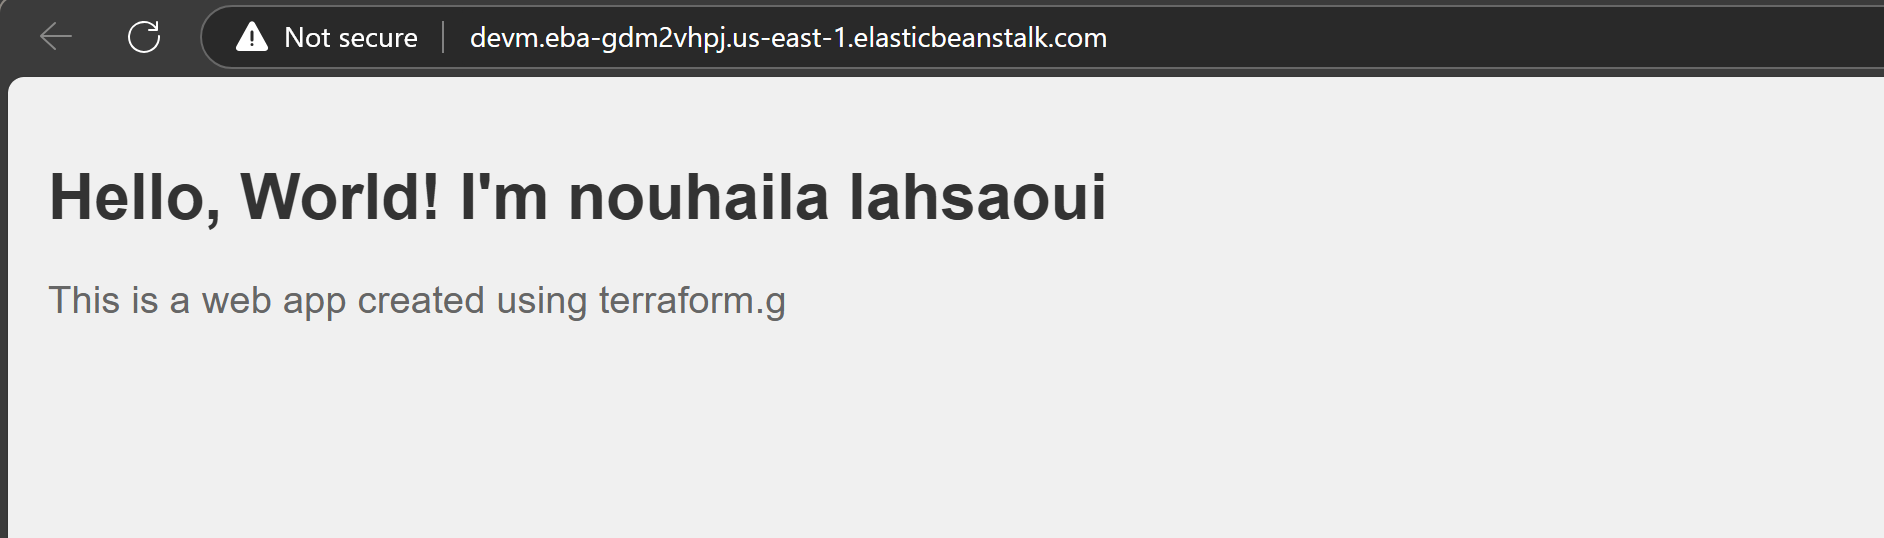 Not secure devm.eba-gdm2vhpj.us-east-1.elasticbeanstalk.com
Hello, World! I'm nouhaila lahsaoui
This is a web app created using terraform.g